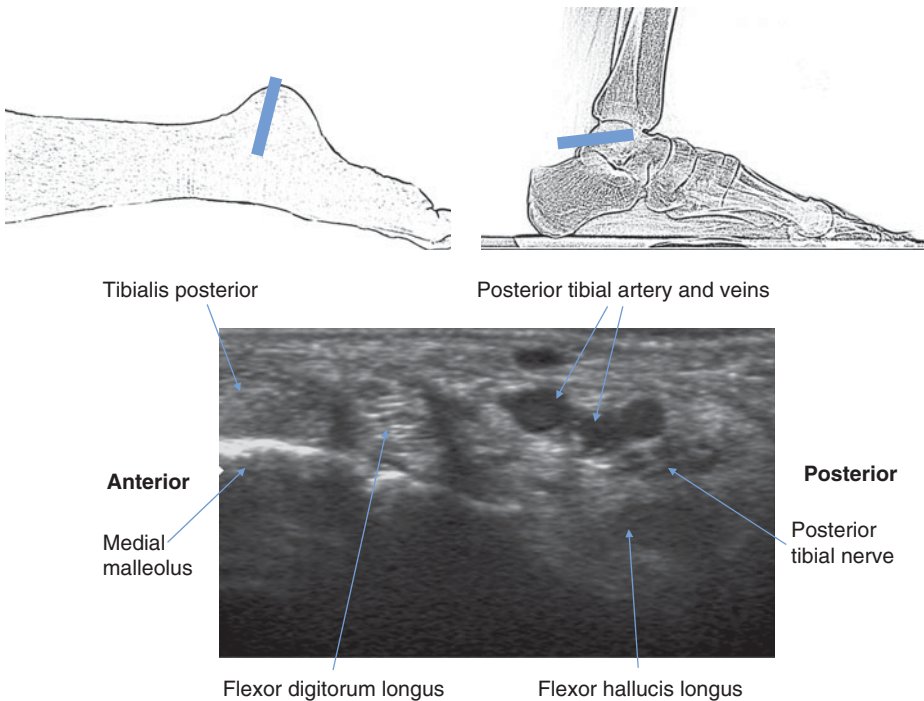 Tibialis posterior
Posterior tibial artery and veins
Anterior
Posterior
Medial
malleolus
Posterior
tibial nerve
Flexor digitorum longus
Flexor hallucis longus